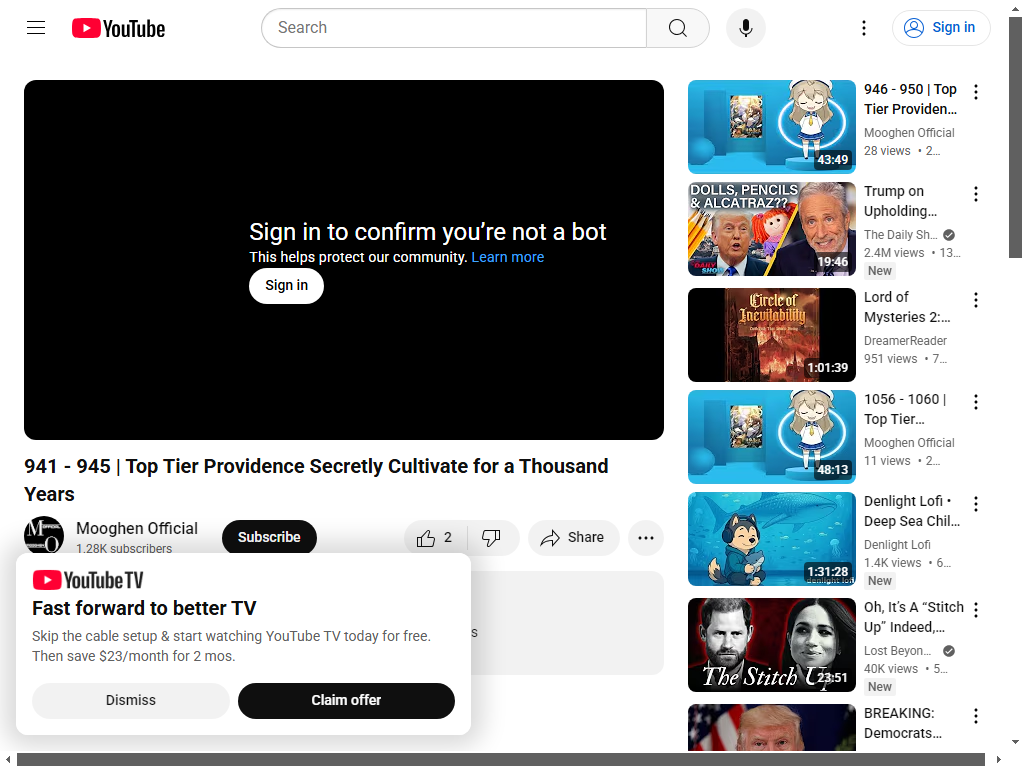 YouTube
Search
Sign in
Sign in to confirm you’re not a bot
This helps protect our community. Learn more
Sign in
941 - 945 | Top Tier Providence Secretly Cultivate for a Thousand
Years
Mooghen Official
1.28K subscribers
Subscribe
2
Share
YouTube TV
Fast forward to better TV
Skip the cable setup & start watching YouTube TV today for free.
Then save $23/month for 2 mos.
Dismiss
Claim offer
s
43:49
946 - 950 | Top
Tier Providen…
Mooghen Official
28 views • 2…
DOLLS, PENCILS
& ALCATRAZ??
DAILY
SHOW
19:46
Trump on
Upholding…
The Daily Sh…
2.4M views • 13…
New
Circle of
Inevitability
1:01:39
Lord of
Mysteries 2:…
DreamerReader
951 views • 7…
48:13
1056 - 1060 |
Top Tier…
Mooghen Official
11 views • 2…
1:31:28
denlight lofi
Denlight Lofi •
Deep Sea Chil…
Denlight Lofi
1.4K views • 6…
New
The Stitch Up
23:51
Oh, It's A “Stitch
Up” Indeed,…
Lost Beyon…
40K views • 5…
New
BREAKING:
Democrats…